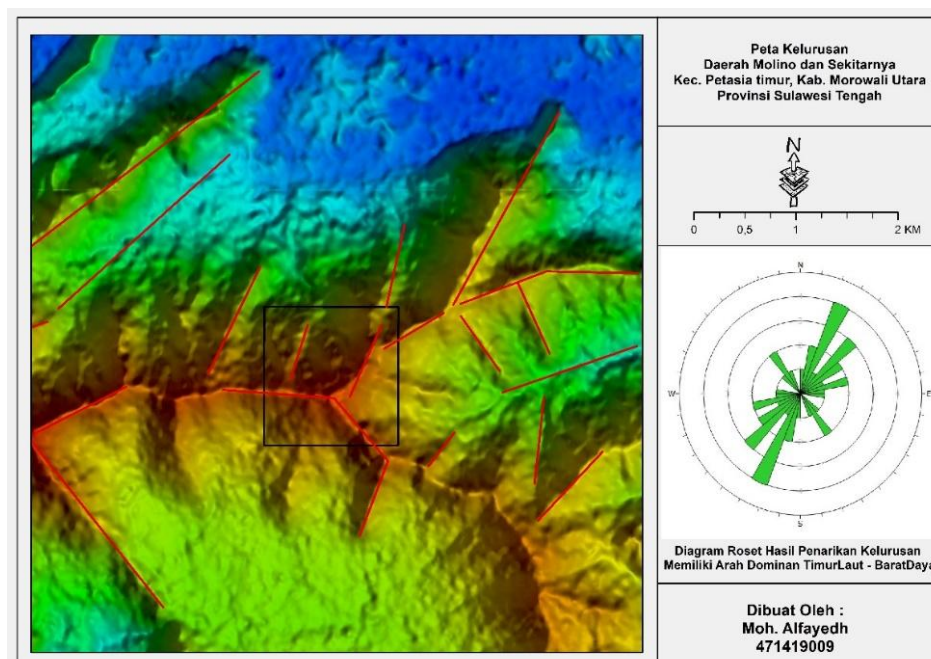 Peta Kelurusan
Daerah Molino dan Sekitarnya
Kec. Petasia timur, Kab. Morowali Utara
Provinsi Sulawesi Tengah
N
0 0,5 1 2 KM
N
W E
S
Diagram Roset Hasil Penarikan Kelurusan
Memiliki Arah Dominan TimurLaut - BaratDaya
Dibuat Oleh :
Moh. Alfayedh
471419009